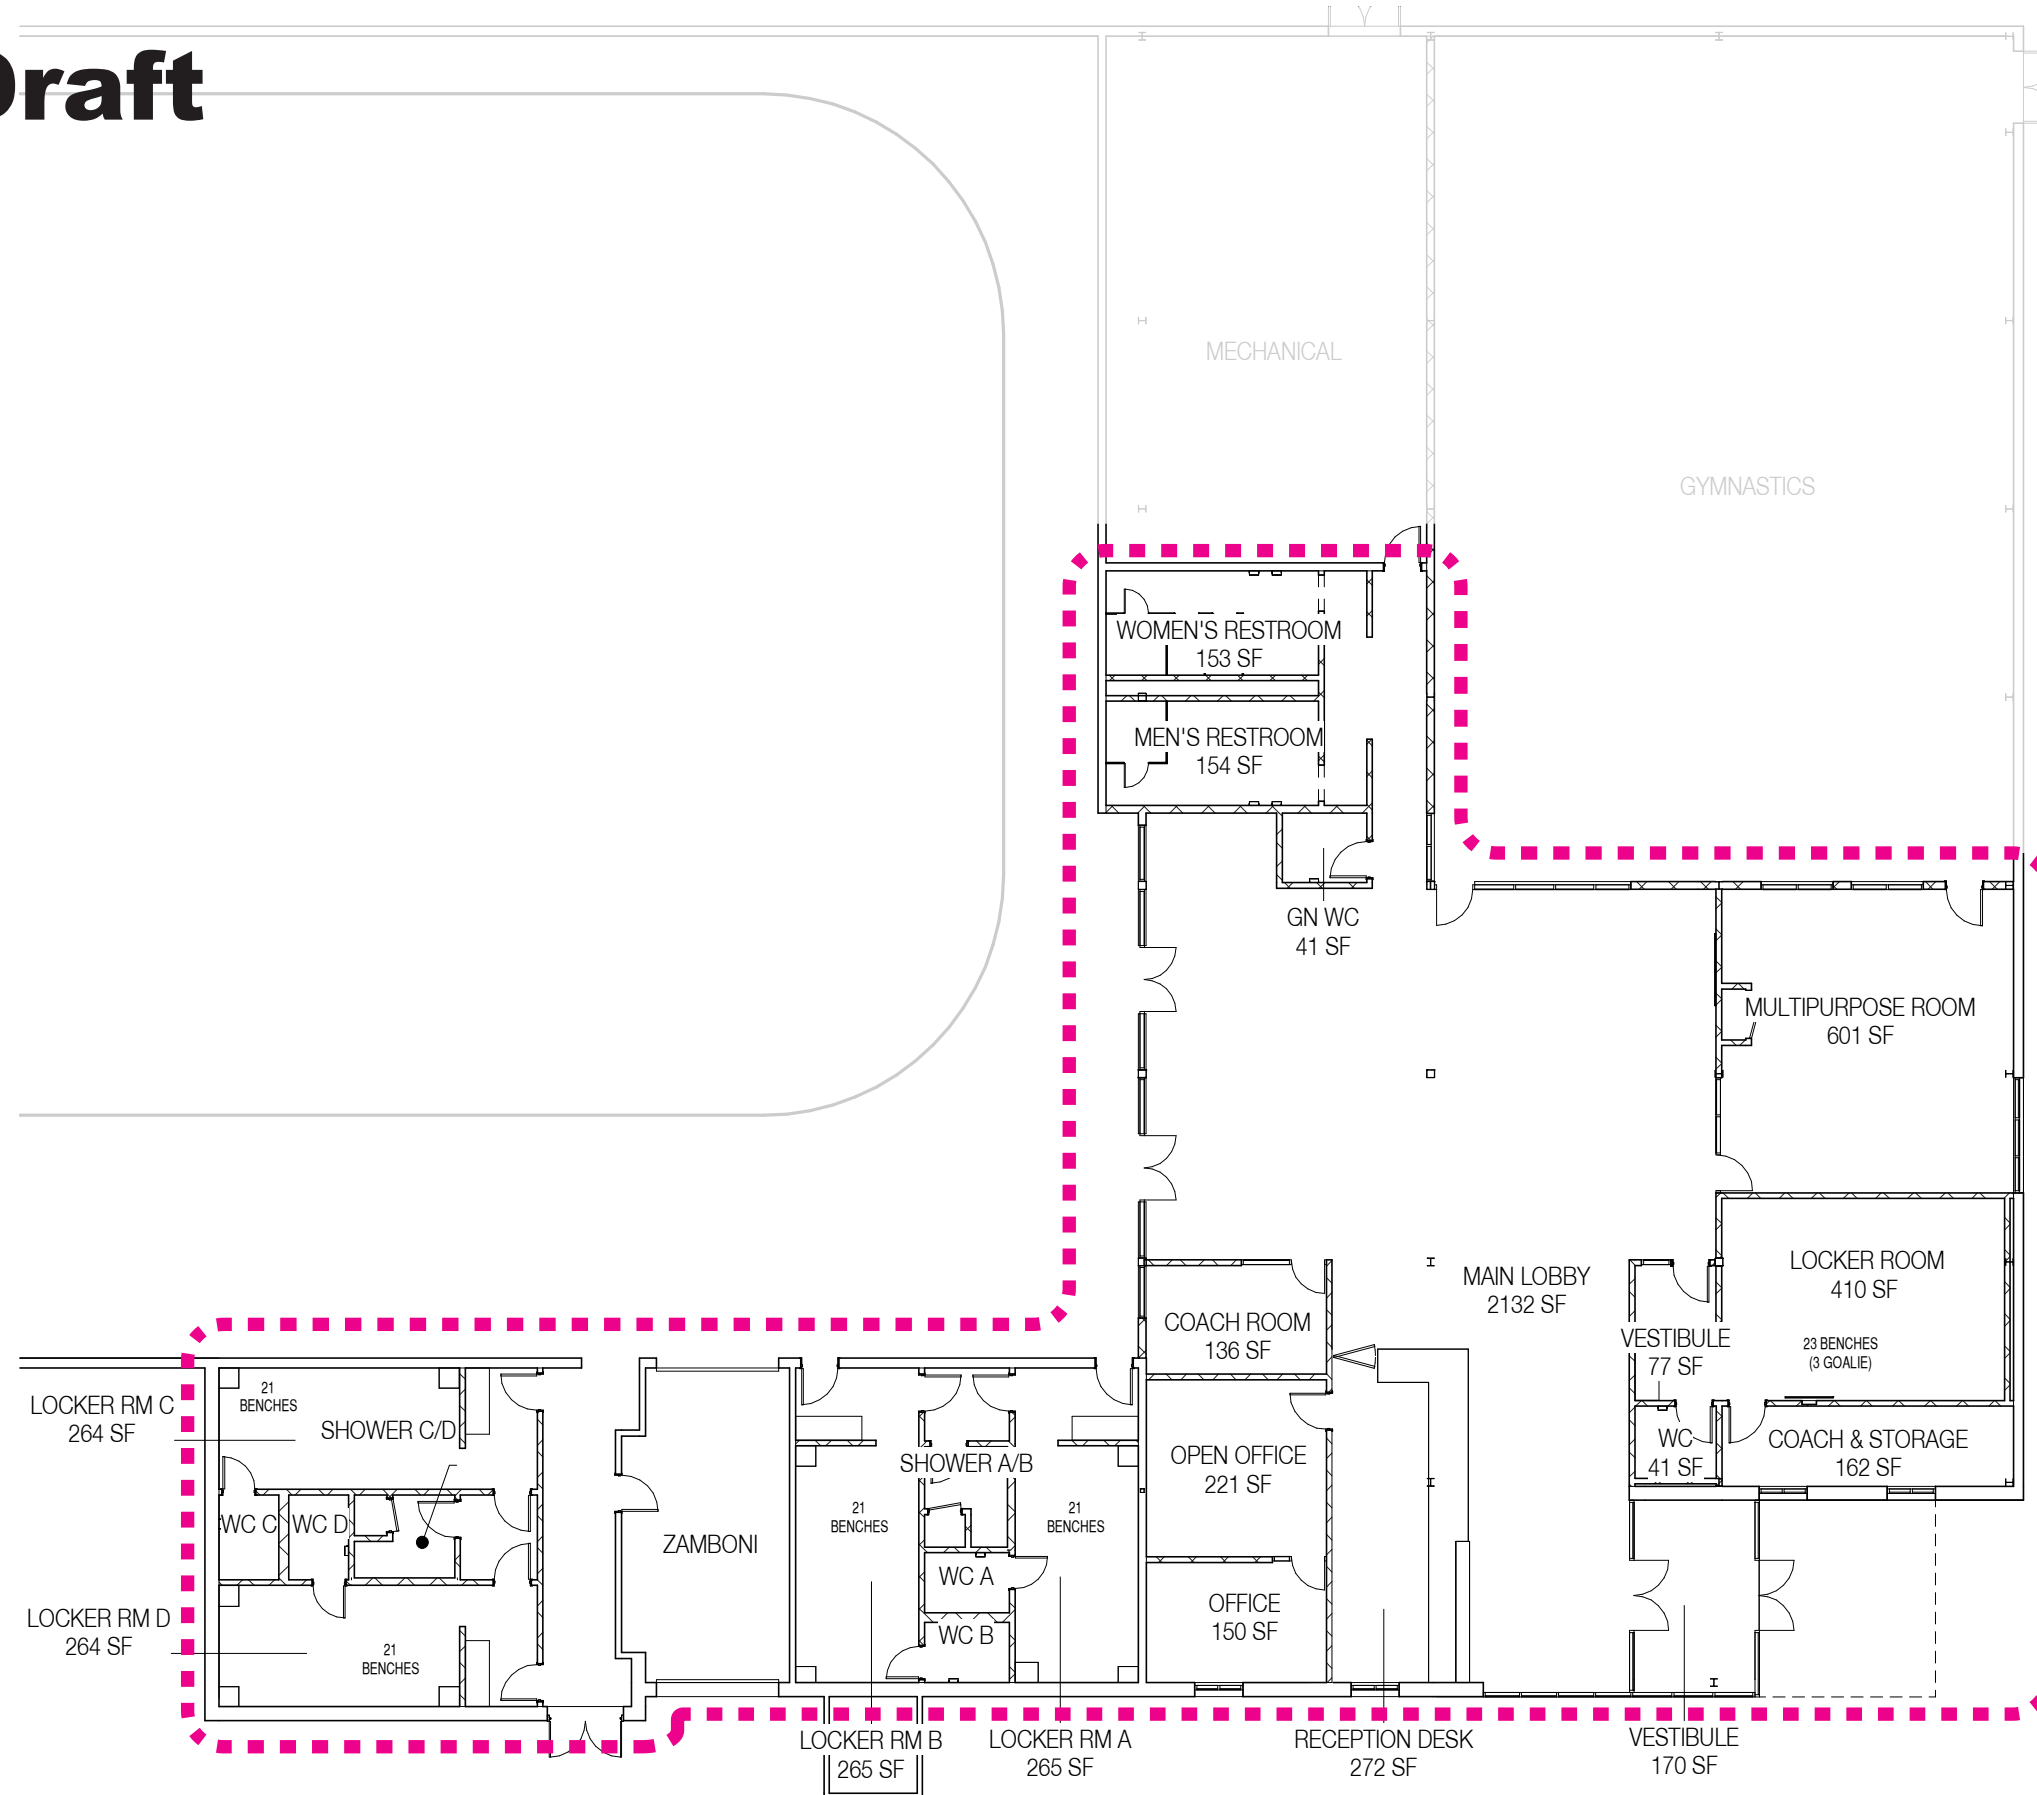 Draft
MECHANICAL
GYMNASTICS
WOMEN'S RESTROOM
153 SF
MEN'S RESTROOM
154 SF
GN WC
41 SF
MULTIPURPOSE ROOM
601 SF
MAIN LOBBY
2132 SF
LOCKER ROOM
410 SF
23 BENCHES
(3 GOALIE)
COACH ROOM
136 SF
VESTIBULE
77 SF
LOCKER RM C
264 SF
21
BENCHES
SHOWER C/D
SHOWER A/B
OPEN OFFICE
221 SF
WC
41 SF
COACH & STORAGE
162 SF
WC C
WC D
ZAMBONI
21
BENCHES
21
BENCHES
WC A
WC B
OFFICE
150 SF
LOCKER RM D
264 SF
21
BENCHES
LOCKER RM B
265 SF
LOCKER RM A
265 SF
RECEPTION DESK
272 SF
VESTIBULE
170 SF